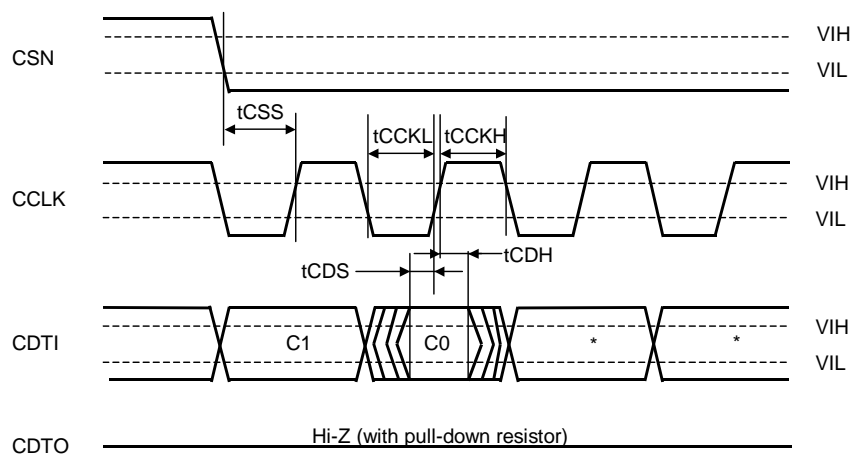 CSN
VIH
VIL
tCSS
tCCKL
tCCKH
CCLK
VIH
VIL
tCDS
tCDH
CDTI
C1
C0
*
*
VIH
VIL
CDTO
Hi-Z (with pull-down resistor)